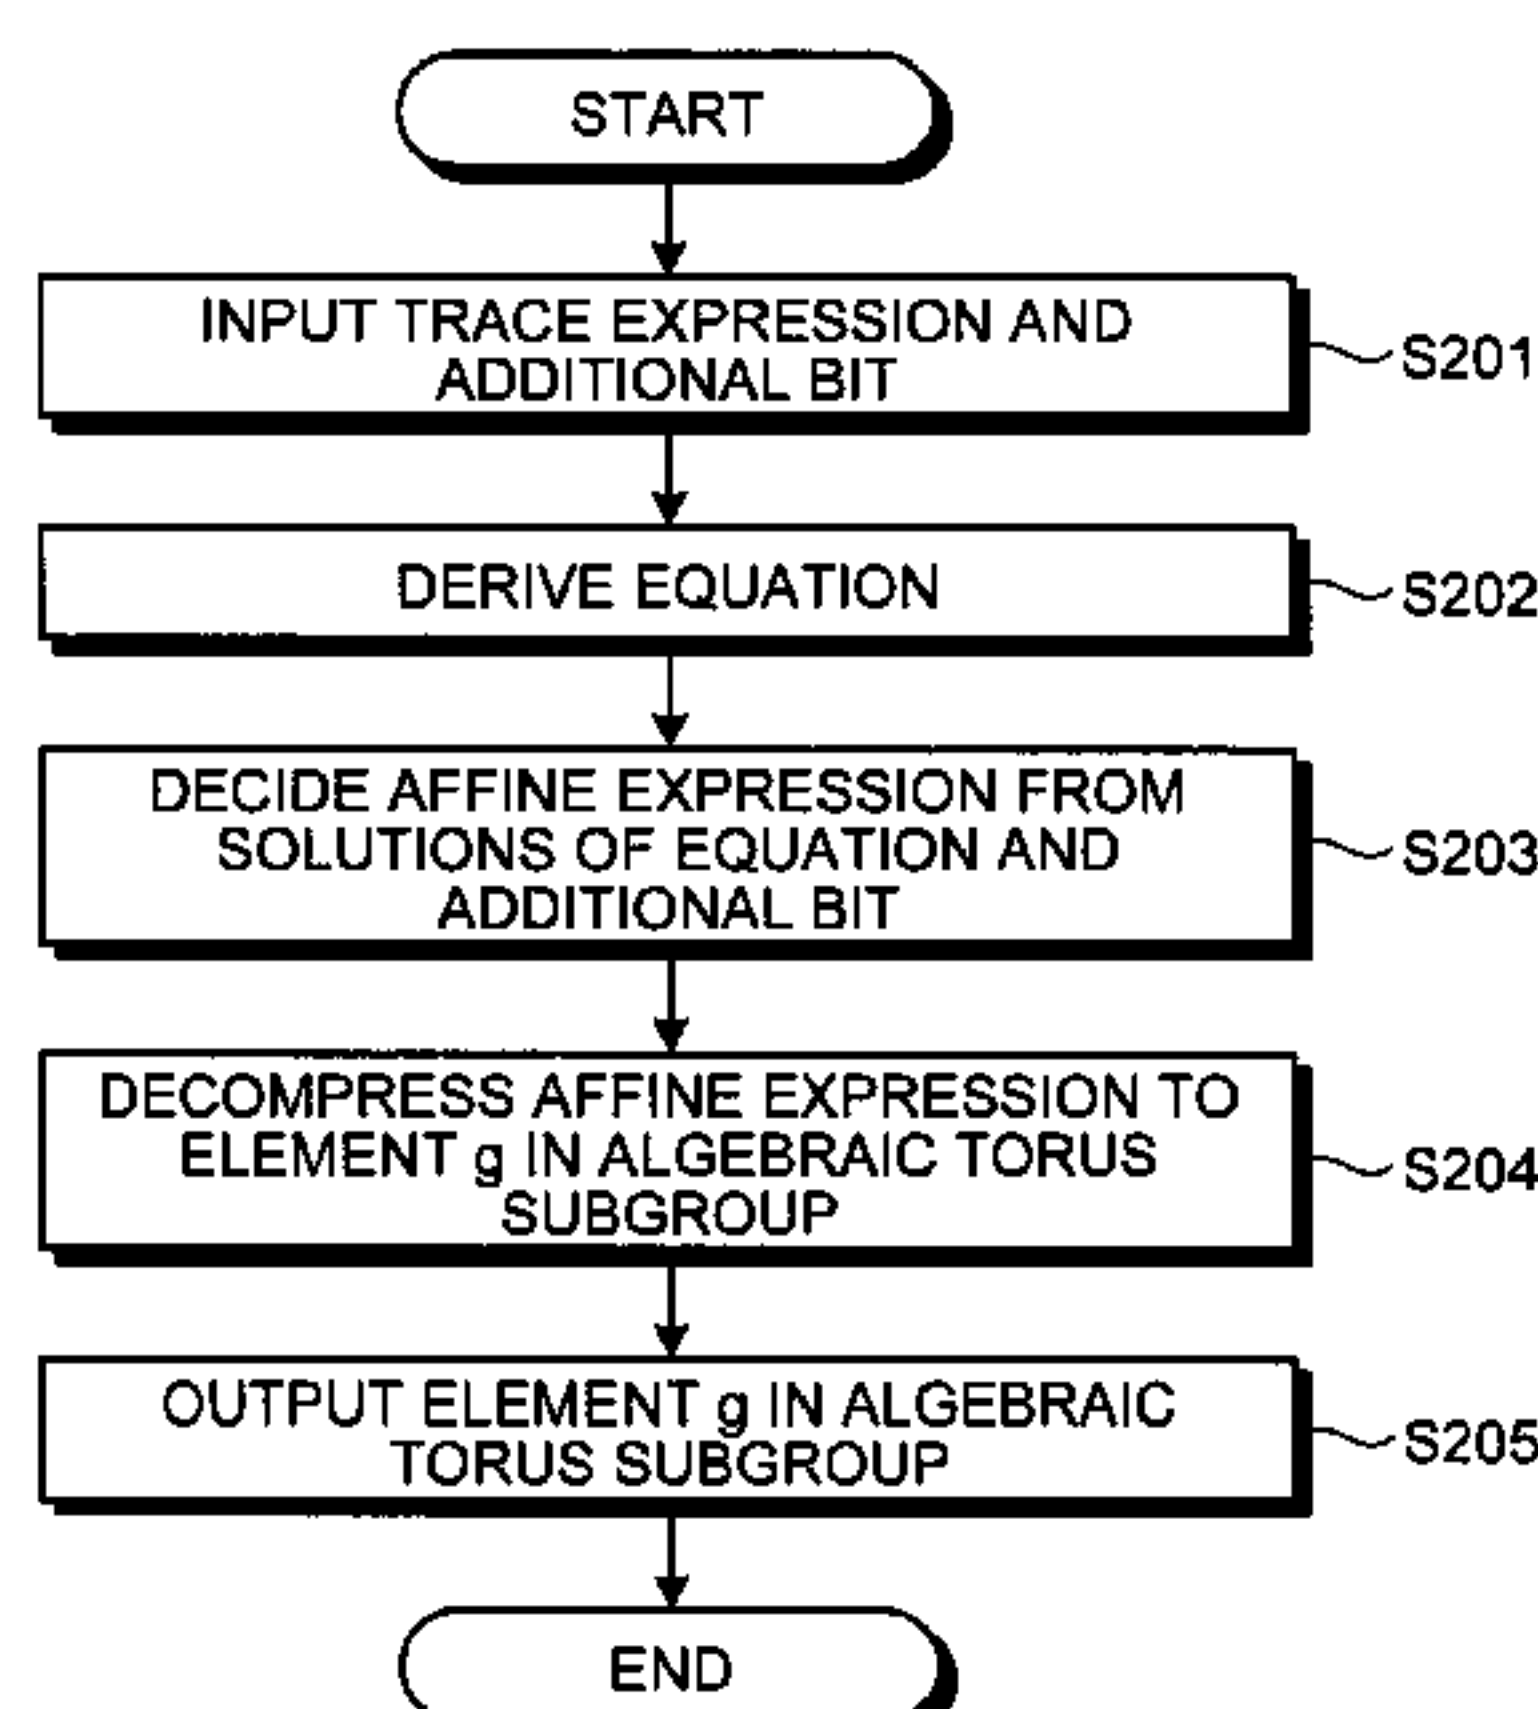 START
INPUT TRACE EXPRESSION AND
ADDITIONAL BIT
S201
DERIVE EQUATION
S202
DECIDE AFFINE EXPRESSION FROM
SOLUTIONS OF EQUATION AND
ADDITIONAL BIT
S203
DECOMPRESS AFFINE EXPRESSION TO
ELEMENT g IN ALGEBRAIC TORUS
SUBGROUP
S204
OUTPUT ELEMENT g IN ALGEBRAIC
TORUS SUBGROUP
S205
END